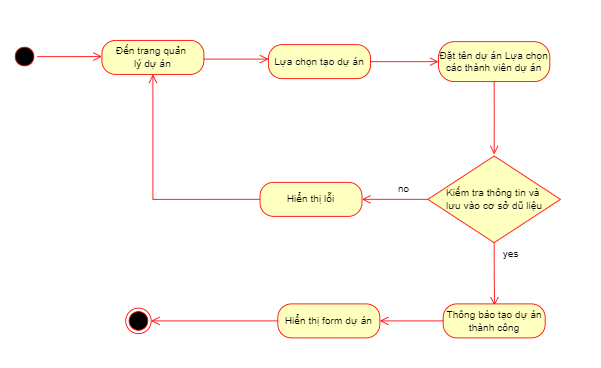 Đến trang quản
lý dự án
Lựa chọn tạo dự án
Đặt tên dự án Lựa chọn
các thành viên dự án
Kiểm tra thông tin và
lưu vào cơ sở dũ liệu
no
Hiển thị lỗi
yes
Thông báo tạo dự án
thành công
Hiển thị form dự án